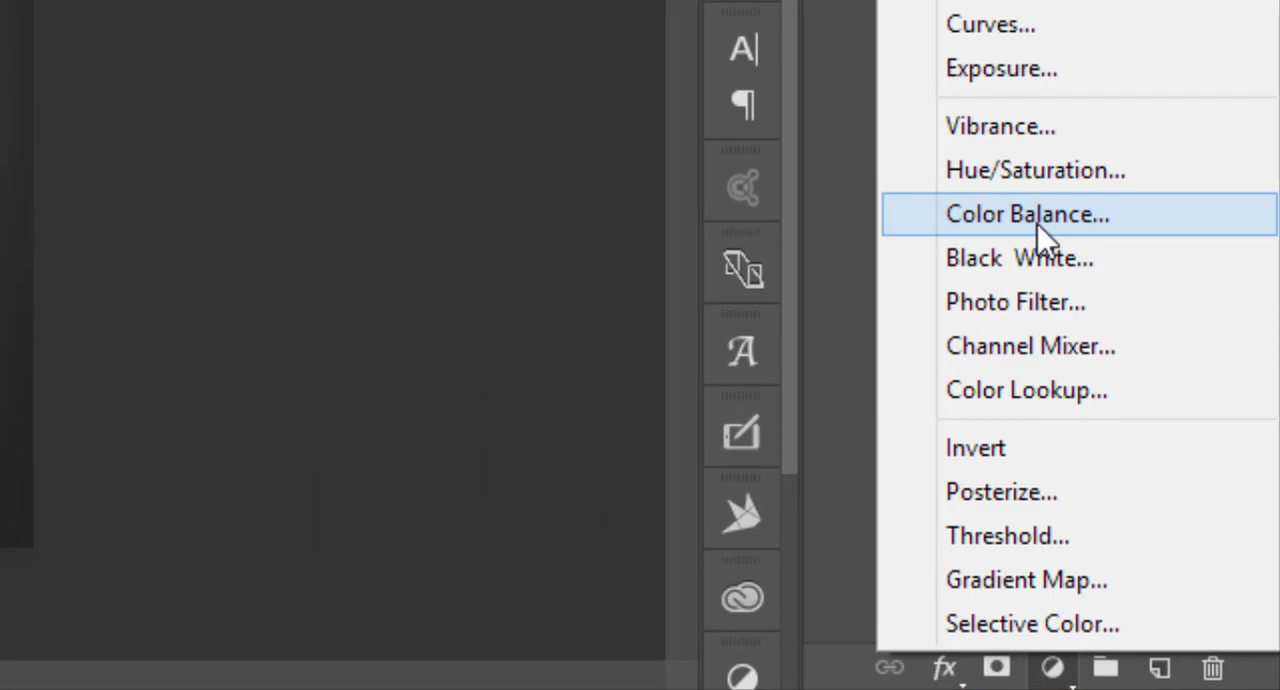 Curves...
Exposure...
Vibrance...
Hue/Saturation...
Color Balance...
Black  White...
Photo Filter...
Channel Mixer...
Color Lookup...
Invert
Posterize...
Threshold...
Gradient Map...
Selective Color...
A|
¶
A
fx